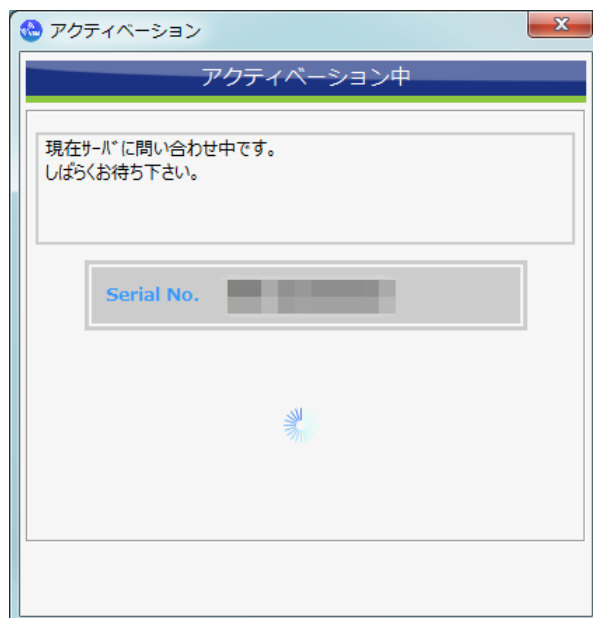 アクティベーション
アクティベーション中
現在ｻｰﾊﾞに問い合わせ中です。
しばらくお待ち下さい。
Serial No.